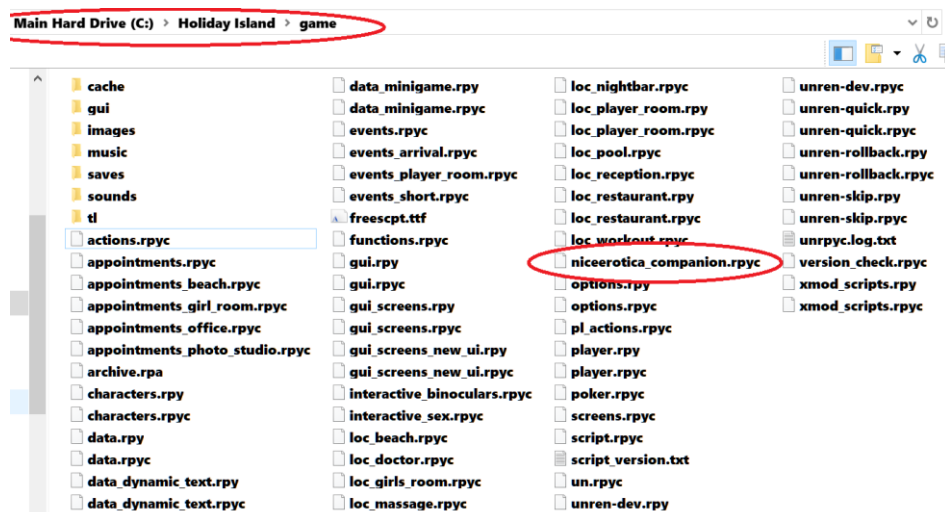 Main Hard Drive (C:) > Holiday Island > game
cache
gui
images
music
saves
sounds
tl
actions.rpyc
appointments.rpyc
appointments_beach.rpyc
appointments_girl_room.rpyc
appointments_office.rpyc
appointments_photo_studio.rpyc
archive.rpa
characters.rpy
characters.rpyc
data.rpy
data.rpyc
data_dynamic_text.rpy
data_dynamic_text.rpyc
data_minigame.rpy
data_minigame.rpyc
events.rpyc
events_arrival.rpyc
events_player_room.rpyc
events_short.rpyc
freescpt.ttf
functions.rpyc
gui.rpy
gui.rpyc
gui_screens.rpy
gui_screens.rpyc
gui_screens_new_ui.rpy
gui_screens_new_ui.rpyc
interactive_binoculars.rpyc
interactive_sex.rpyc
loc_beach.rpyc
loc_doctor.rpyc
loc_girls_room.rpyc
loc_massage.rpyc
loc_nightbar.rpyc
loc_player_room.rpy
loc_player_room.rpyc
loc_pool.rpyc
loc_reception.rpyc
loc_restaurant.rpy
loc_restaurant.rpyc
loc_workout.rpyc
niceerotica_companion.rpyc
options.rpy
options.rpyc
pl_actions.rpyc
player.rpy
player.rpyc
poker.rpyc
screens.rpyc
script.rpyc
script_version.txt
un.rpyc
unren-dev.rpy
unren-dev.rpyc
unren-quick.rpy
unren-quick.rpyc
unren-rollback.rpy
unren-rollback.rpyc
unren-skip.rpy
unren-skip.rpyc
unrpyc.log.txt
version_check.rpyc
xmod_scripts.rpy
xmod_scripts.rpyc